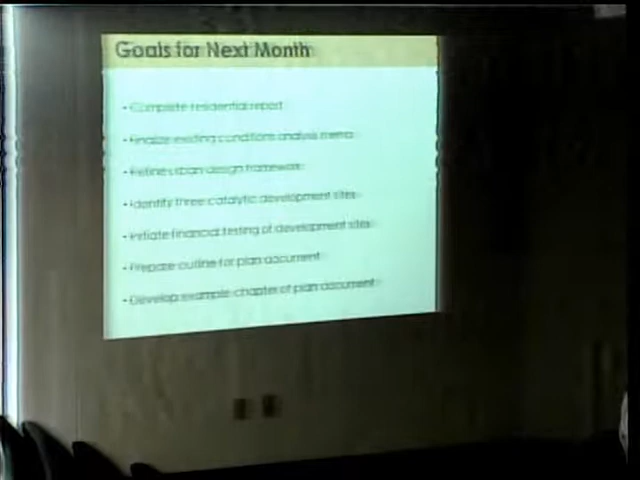 Goals for Next Month
• Complete residential report
• Finalize existing conditions analysis memo
• Refine urban design framework
• Identify three catalytic development sites
• Initiate financial testing of development sites
• Prepare outline for plan document
• Develop example chapter of plan document